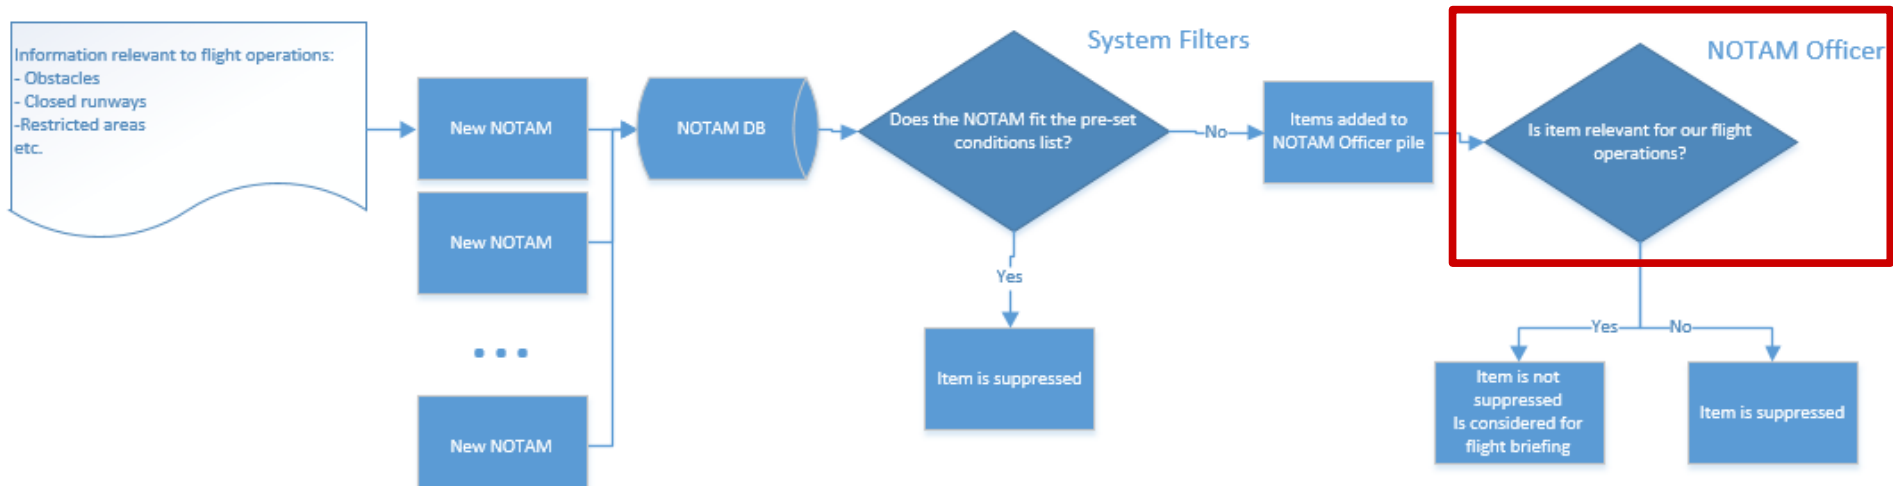 Information relevant to flight operations:
- Obstacles
- Closed runways
-Restricted areas
etc.
New NOTAM
New NOTAM
...
New NOTAM
NOTAM DB
System Filters
Does the NOTAM fit the pre-set
conditions list?
Yes
Item is suppressed
No
Items added to
NOTAM Officer pile
NOTAM Officer
Is item relevant for our flight
operations?
Yes
No
Item is not
suppressed
Is considered for
flight briefing
Item is suppressed